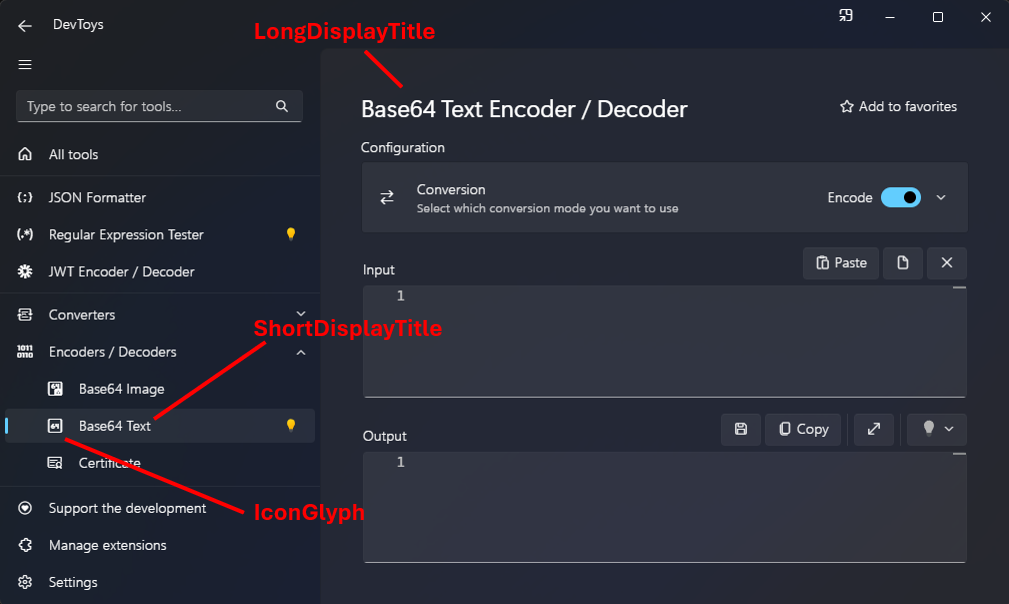 DevToys
LongDisplayTitle
Type to search for tools...
Base64 Text Encoder / Decoder
Add to favorites
All tools
Configuration
JSON Formatter
Conversion
Select which conversion mode you want to use
Encode
Regular Expression Tester
JWT Encoder / Decoder
Input
Paste
1
Converters
ShortDisplayTitle
Encoders / Decoders
Base64 Image
Base64 Text
Output
Copy
1
Certificate
Support the development
IconGlyph
Manage extensions
Settings